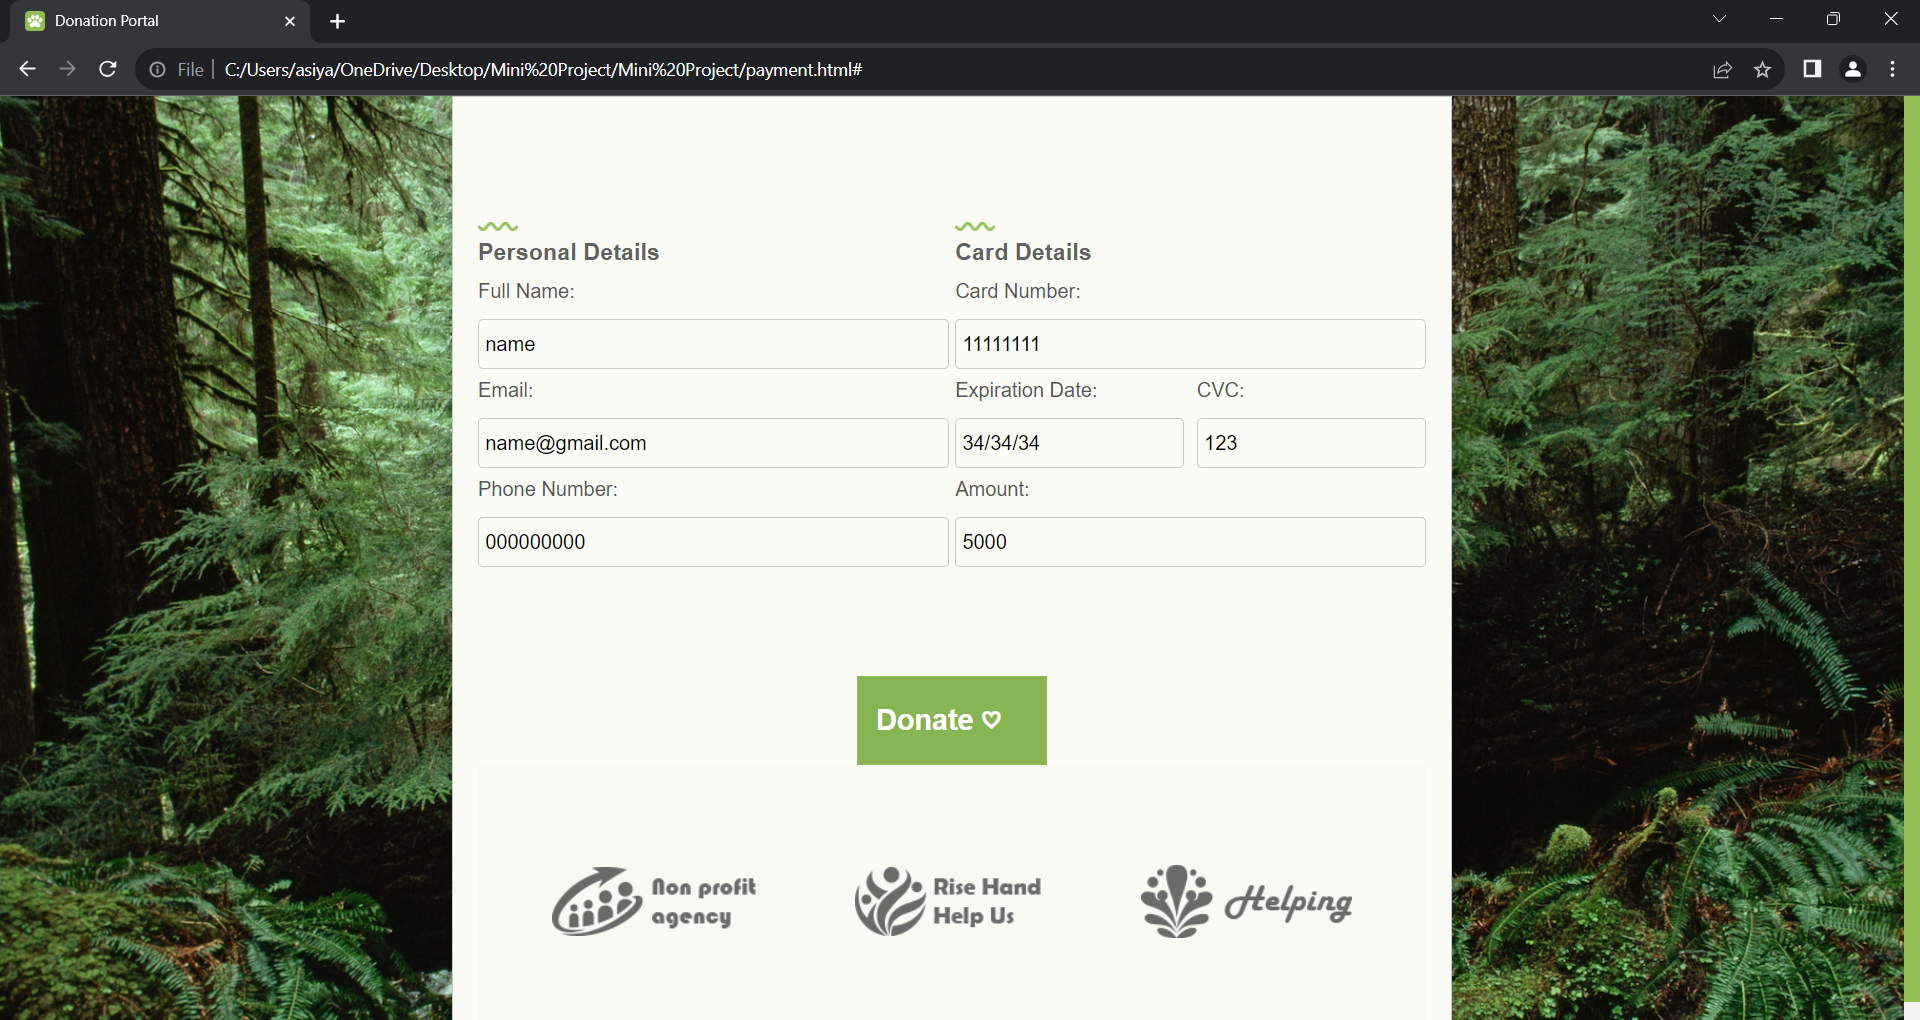 Donation Portal
File C:/Users/asiya/OneDrive/Desktop/Mini%20Project/Mini%20Project/payment.html#
Personal Details
Full Name:
name
Email:
name@gmail.com
Phone Number:
000000000
Card Details
Card Number:
11111111
Expiration Date: CVC:
34/34/34 123
Amount:
5000
Donate ♡
Non profit
agency
Rise Hand
Help Us
Helping